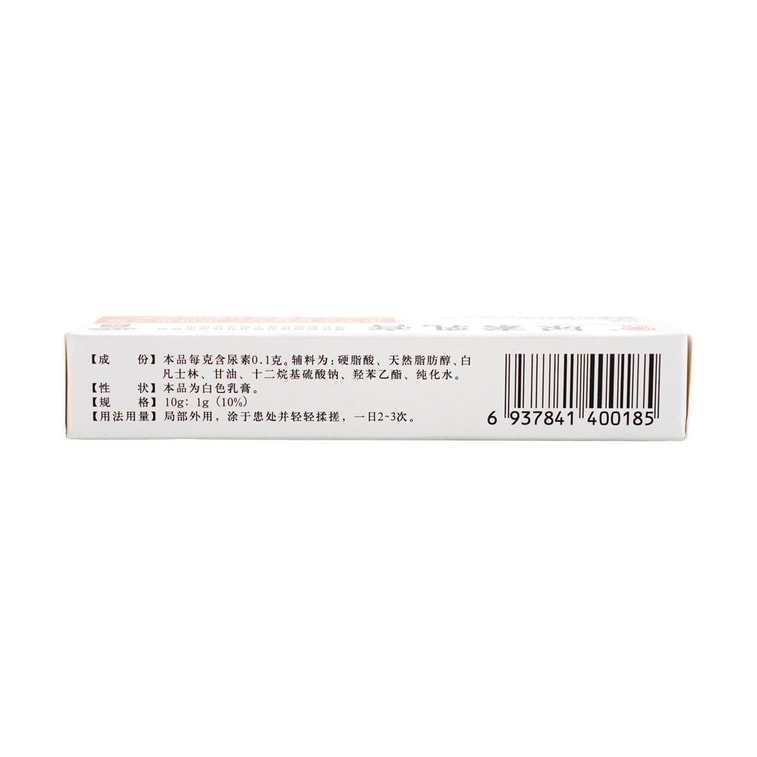 尿素乳膏
【成　　份】本品每克含尿素0.1克。辅料为：硬脂酸、天然脂肪醇、白
凡士林、甘油、十二烷基硫酸钠、羟苯乙酯、纯化水。
【性　　状】本品为白色乳膏。
【规　　格】10g：1g（10%）
【用法用量】局部外用，涂于患处并轻轻揉搓，一日2~3次。
6 937841 400185